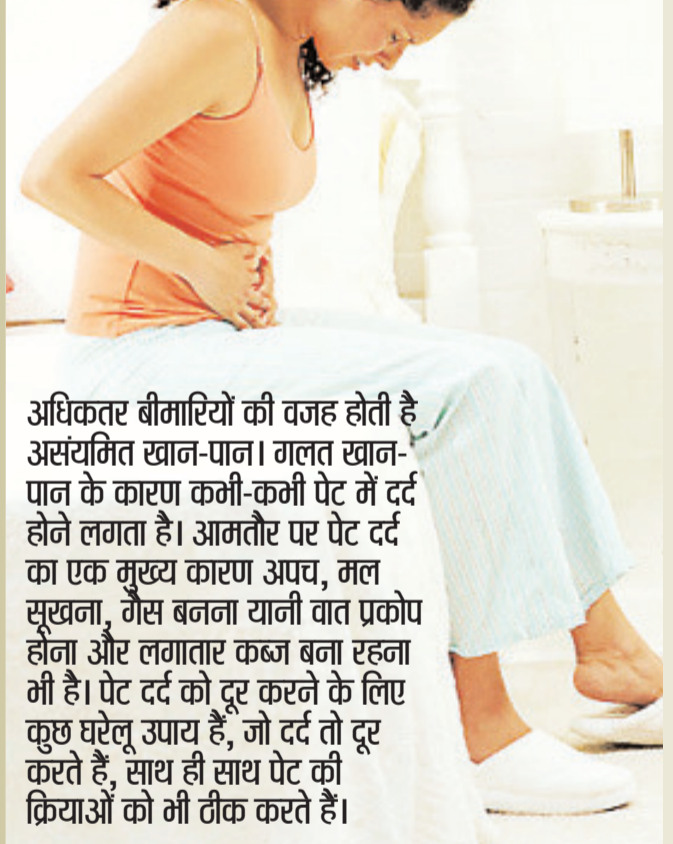 अधिकतर बीमारियों की वजह होती है
असंयमित खान-पान। गलत खान-
पान के कारण कभी-कभी पेट में दर्द
होने लगता है। आमतौर पर पेट दर्द
का एक मुख्य कारण अपच, मल
सूखना, गैस बनना यानी वात प्रकोप
होना और लगातार कब्ज बना रहना
भी है। पेट दर्द को दूर करने के लिए
कुछ घरेलू उपाय हैं, जो दर्द तो दूर
करते हैं, साथ ही साथ पेट की
क्रियाओं को भी ठीक करते हैं।